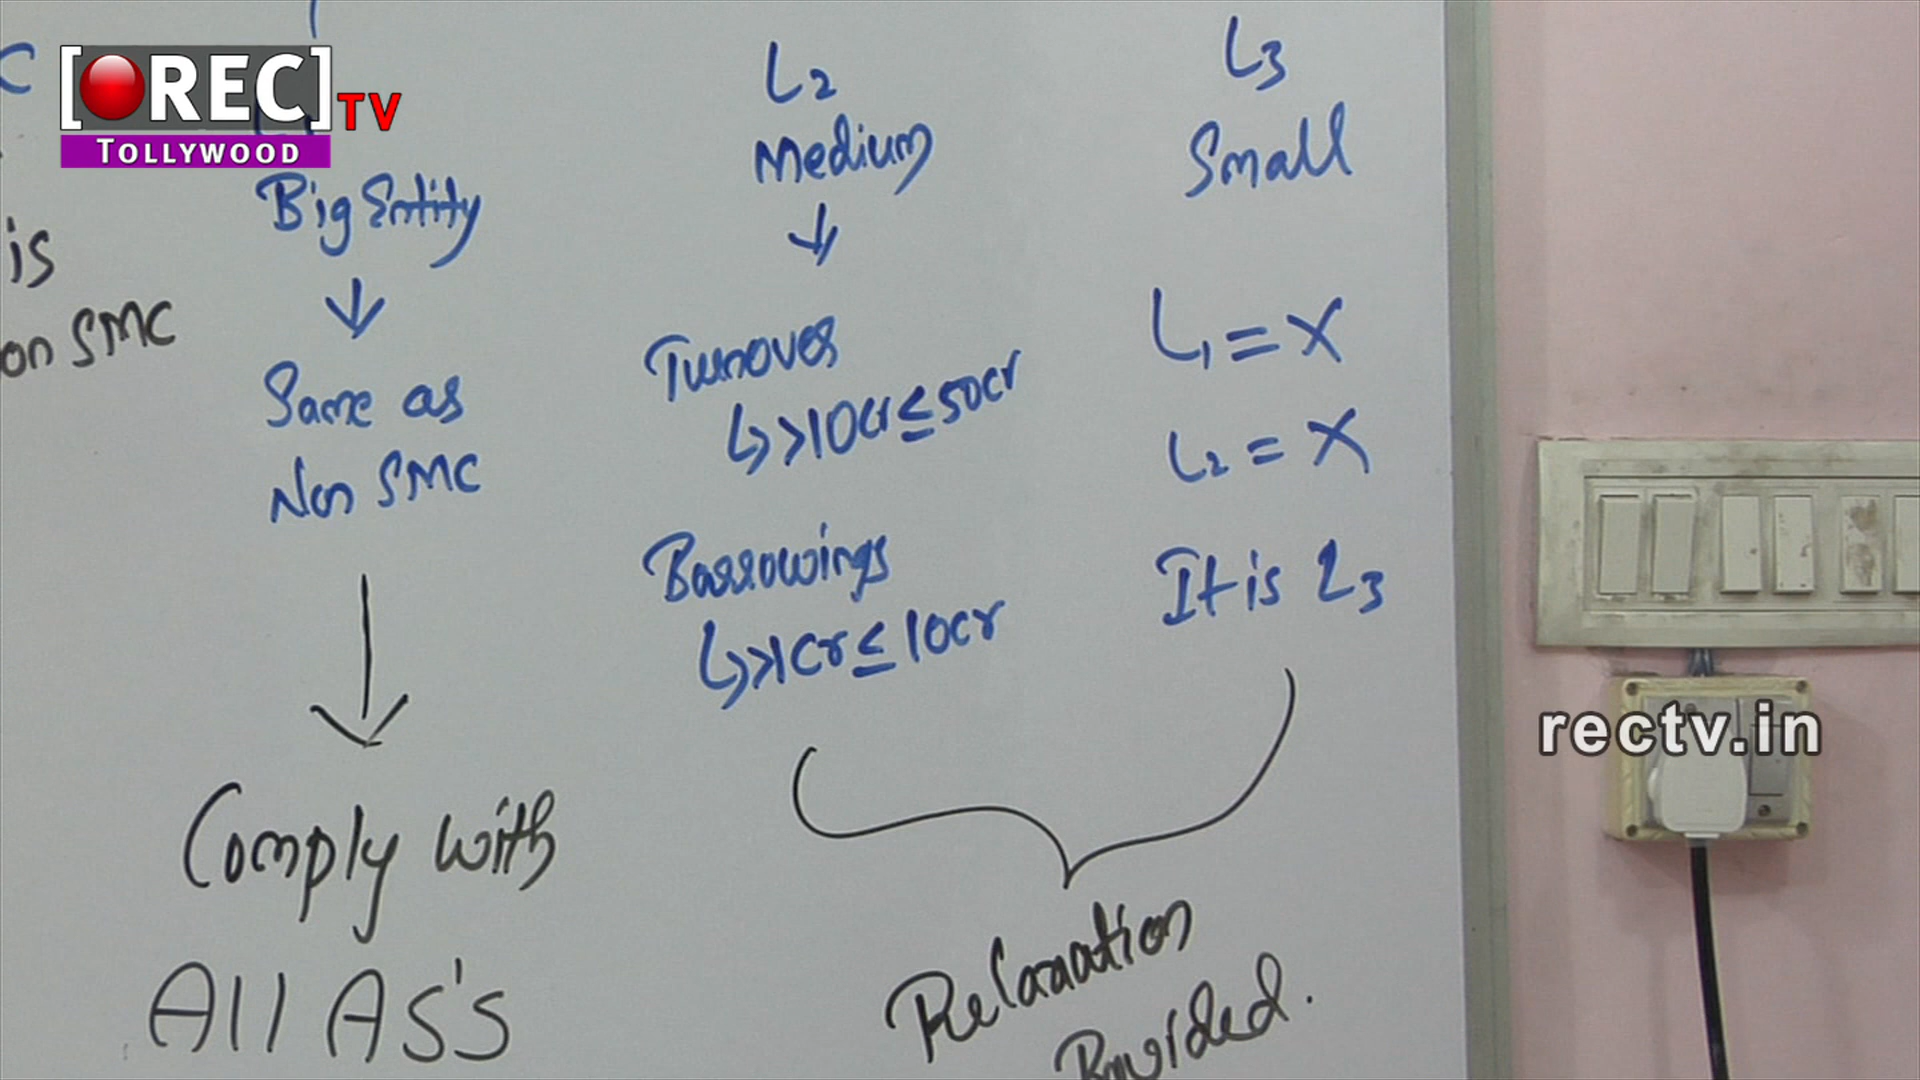 [REC]TV
TOLLYWOOD
is
on SMC
Big Entity
Same as
Non SMC
Comply with
All AS's
L2
Medium
Turnover
>10cr ≤ 50cr
Borrowings
>1cr ≤ 10cr
L3
Small
L1 = X
L2 = X
It is L3
Relaxation
Provided.
rectv.in